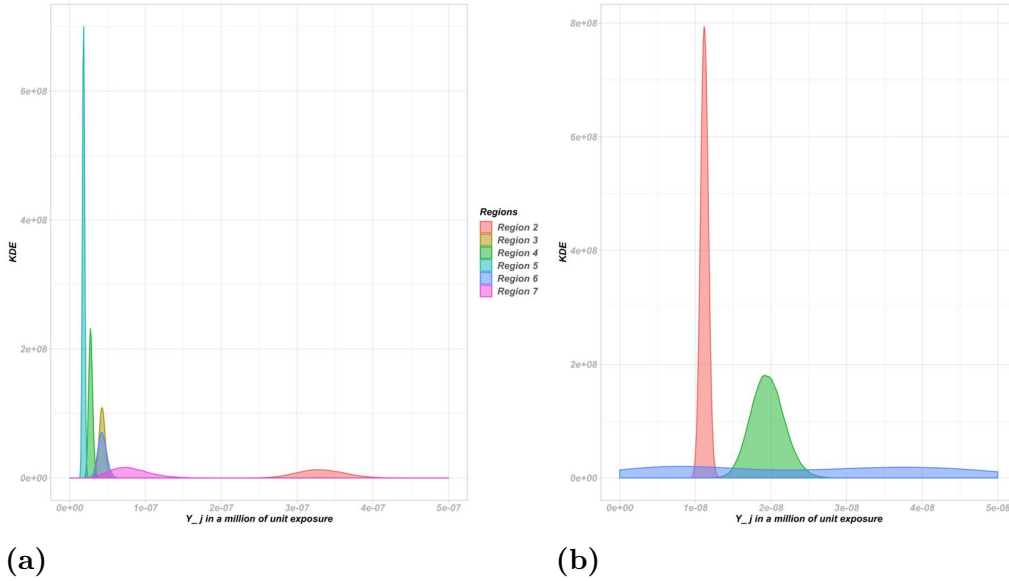 6e+08
4e+08
2e+08
0e+00
KDE
0e+00
1e-07
2e-07
3e-07
4e-07
5e-07
Y_ j in a million of unit exposure
Regions
Region 2
Region 3
Region 4
Region 5
Region 6
Region 7
8e+08
6e+08
4e+08
2e+08
0e+00
KDE
0e+00
1e-08
2e-08
3e-08
4e-08
5e-08
Y_ j in a million of unit exposure
(a)
(b)